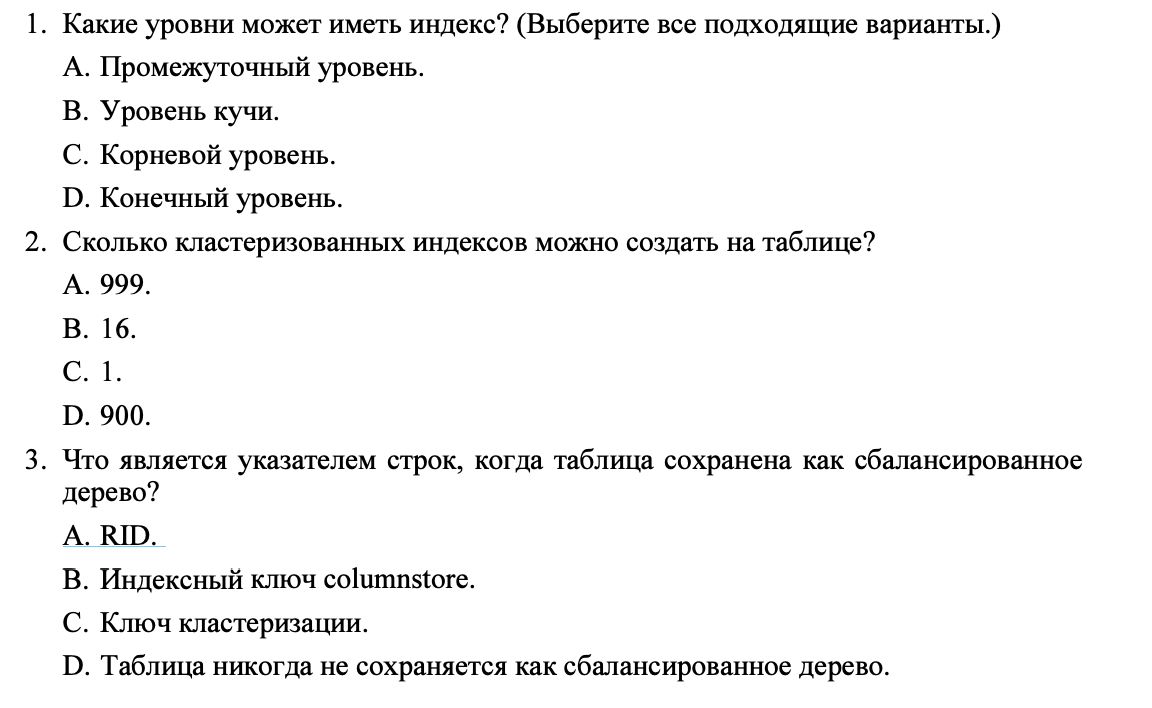 1. Какие уровни может иметь индекс? (Выберите все подходящие варианты.)
A. Промежуточный уровень.
B. Уровень кучи.
C. Корневой уровень.
D. Конечный уровень.
2. Сколько кластеризованных индексов можно создать на таблице?
A. 999.
B. 16.
C. 1.
D. 900.
3. Что является указателем строк, когда таблица сохранена как сбалансированное
дерево?
A. RID.
B. Индексный ключ columnstore.
C. Ключ кластеризации.
D. Таблица никогда не сохраняется как сбалансированное дерево.